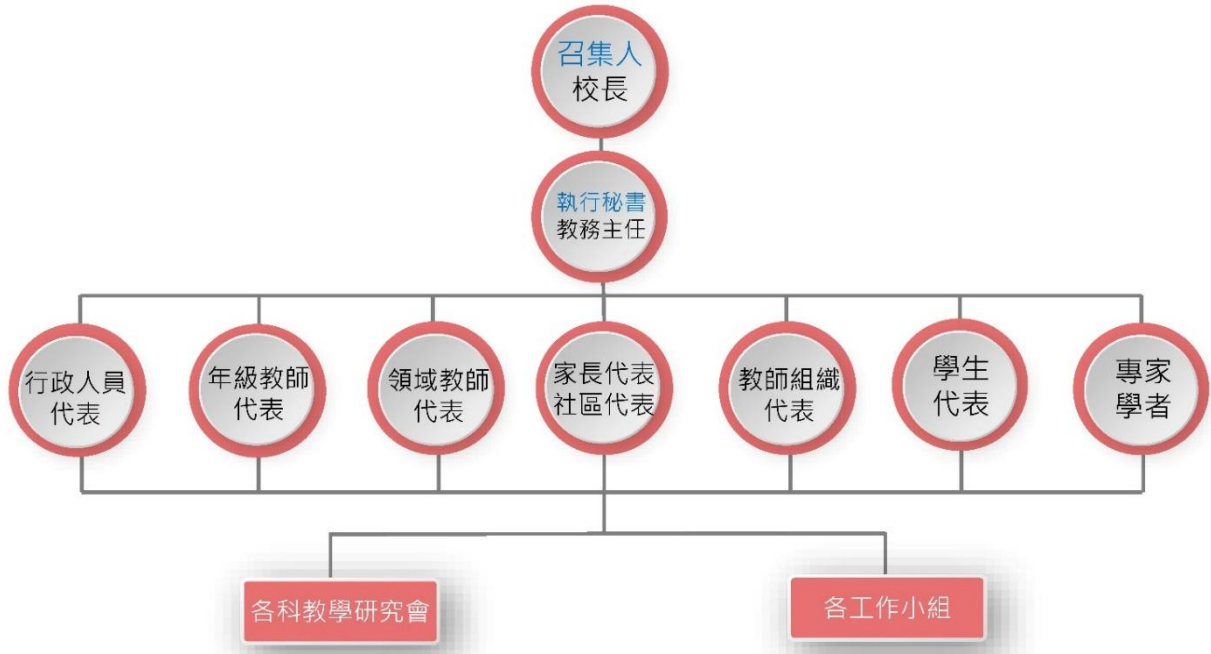 召集人
校長
執行秘書
教務主任
行政人員
代表
年級教師
代表
領域教師
代表
家長代表
社區代表
教師組織
代表
學生
代表
專家
學者
各科教學研究會
各工作小組